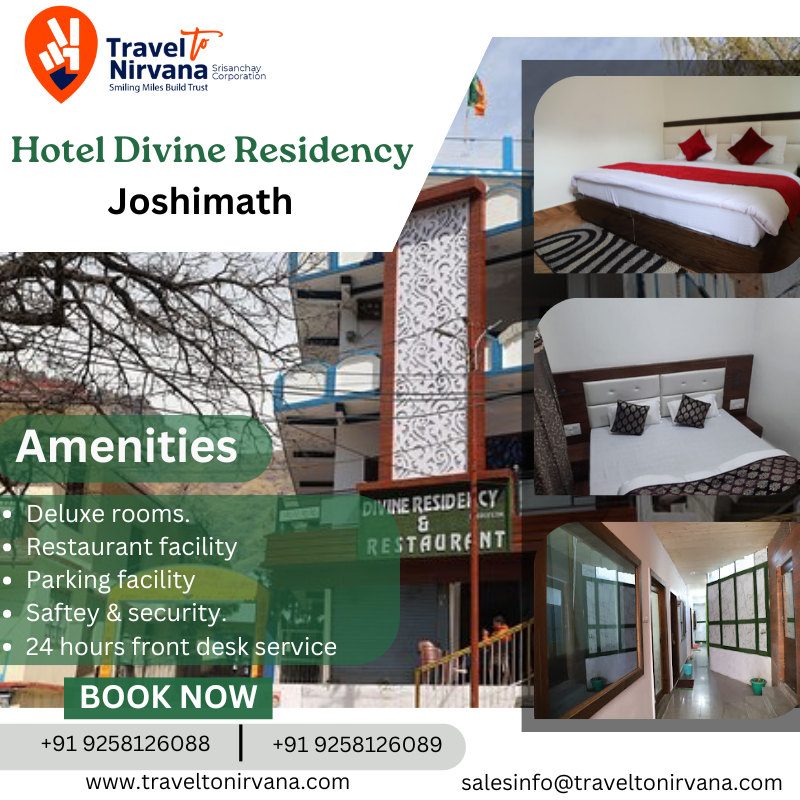 Travel to
Nirvana Srisanchay
Corporation
Smiling Miles Build Trust
Hotel Divine Residency
Joshimath
Amenities
• Deluxe rooms.
• Restaurant facility
• Parking facility
• Saftey & security.
• 24 hours front desk service
DIVINE RESIDENCY
&
RESTAURANT
BOOK NOW
+91 9258126088 | +91 9258126089
www.traveltonirvana.com
salesinfo@traveltonirvana.com